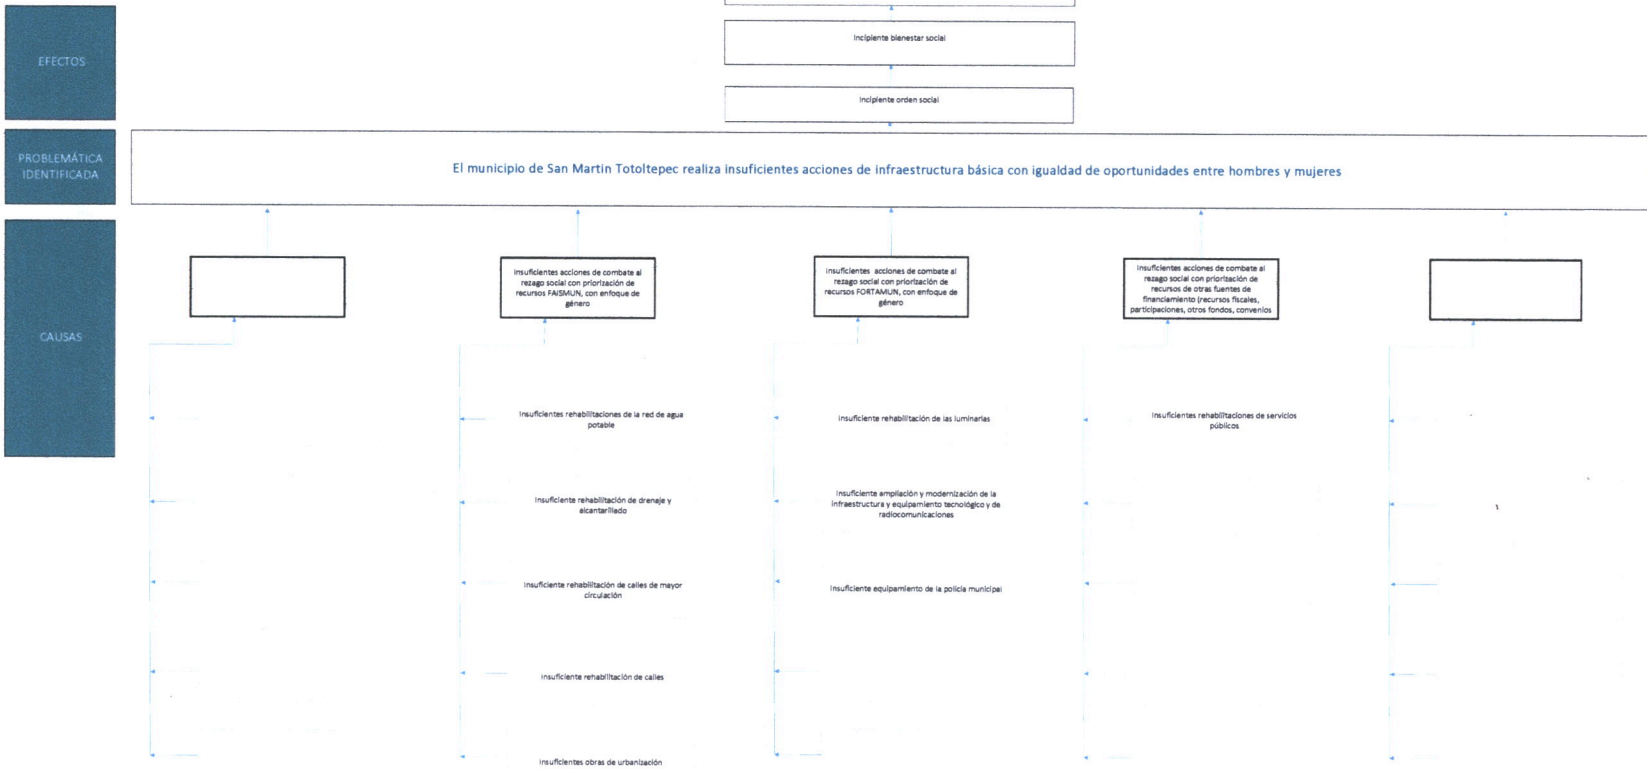 EFECTOS
Incipiente bienestar social
Incipiente orden social
PROBLEMÁTICA
IDENTIFICADA
El municipio de San Martin Totoltepec realiza insuficientes acciones de infraestructura básica con igualdad de oportunidades entre hombres y mujeres
CAUSAS
Insuficientes acciones de combate al
rezago social con priorización de
recursos FAISMUN, con enfoque de
género
Insuficientes acciones de combate al
rezago social con priorización de
recursos FORTAMUN, con enfoque de
género
Insuficientes acciones de combate al
rezago social con priorización de
recursos de otras fuentes de
financiamiento (recursos fiscales,
participaciones, otros fondos, convenios
Insuficientes rehabilitaciones de la red de agua
potable
Insuficiente rehabilitación de drenaje y
alcantarillado
Insuficiente rehabilitación de calles de mayor
circulación
Insuficiente rehabilitación de calles
Insuficientes obras de urbanización
Insuficiente rehabilitación de las luminarias
Insuficiente ampliación y modernización de la
infraestructura y equipamiento tecnológico y de
radiocomunicaciones
Insuficiente equipamiento de la policía municipal
Insuficientes rehabilitaciones de servicios
públicos